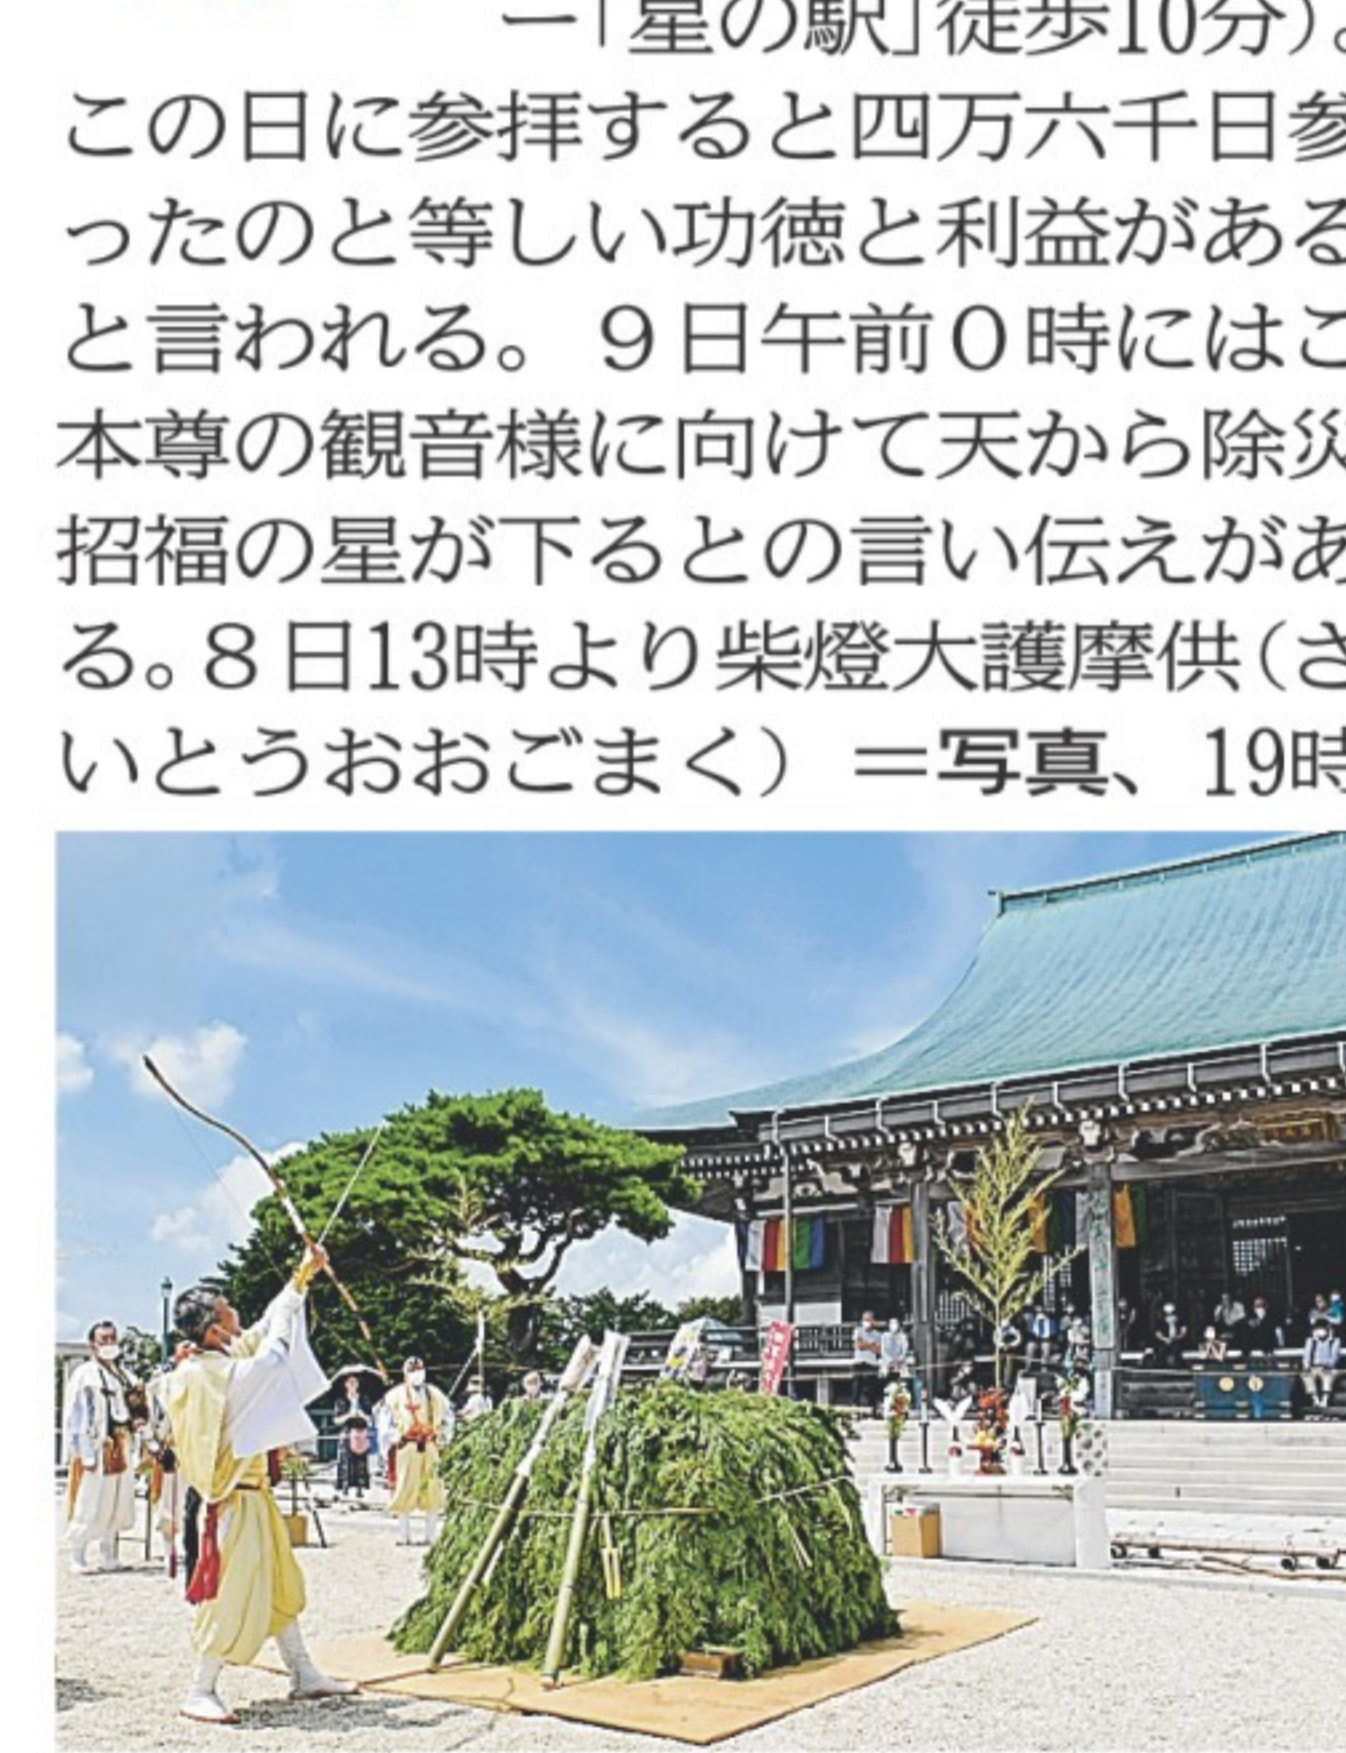 ー「星の駅」徒歩10分)。
この日に参拝すると四万六千日参
ったのと等しい功徳と利益がある
と言われる。９日午前０時にはこ
本尊の観音様に向けて天から除災
招福の星が下るとの言い伝えがあ
る。８日13時より柴燈大護摩供(さ
いとうおおごまく) ＝写真、19時